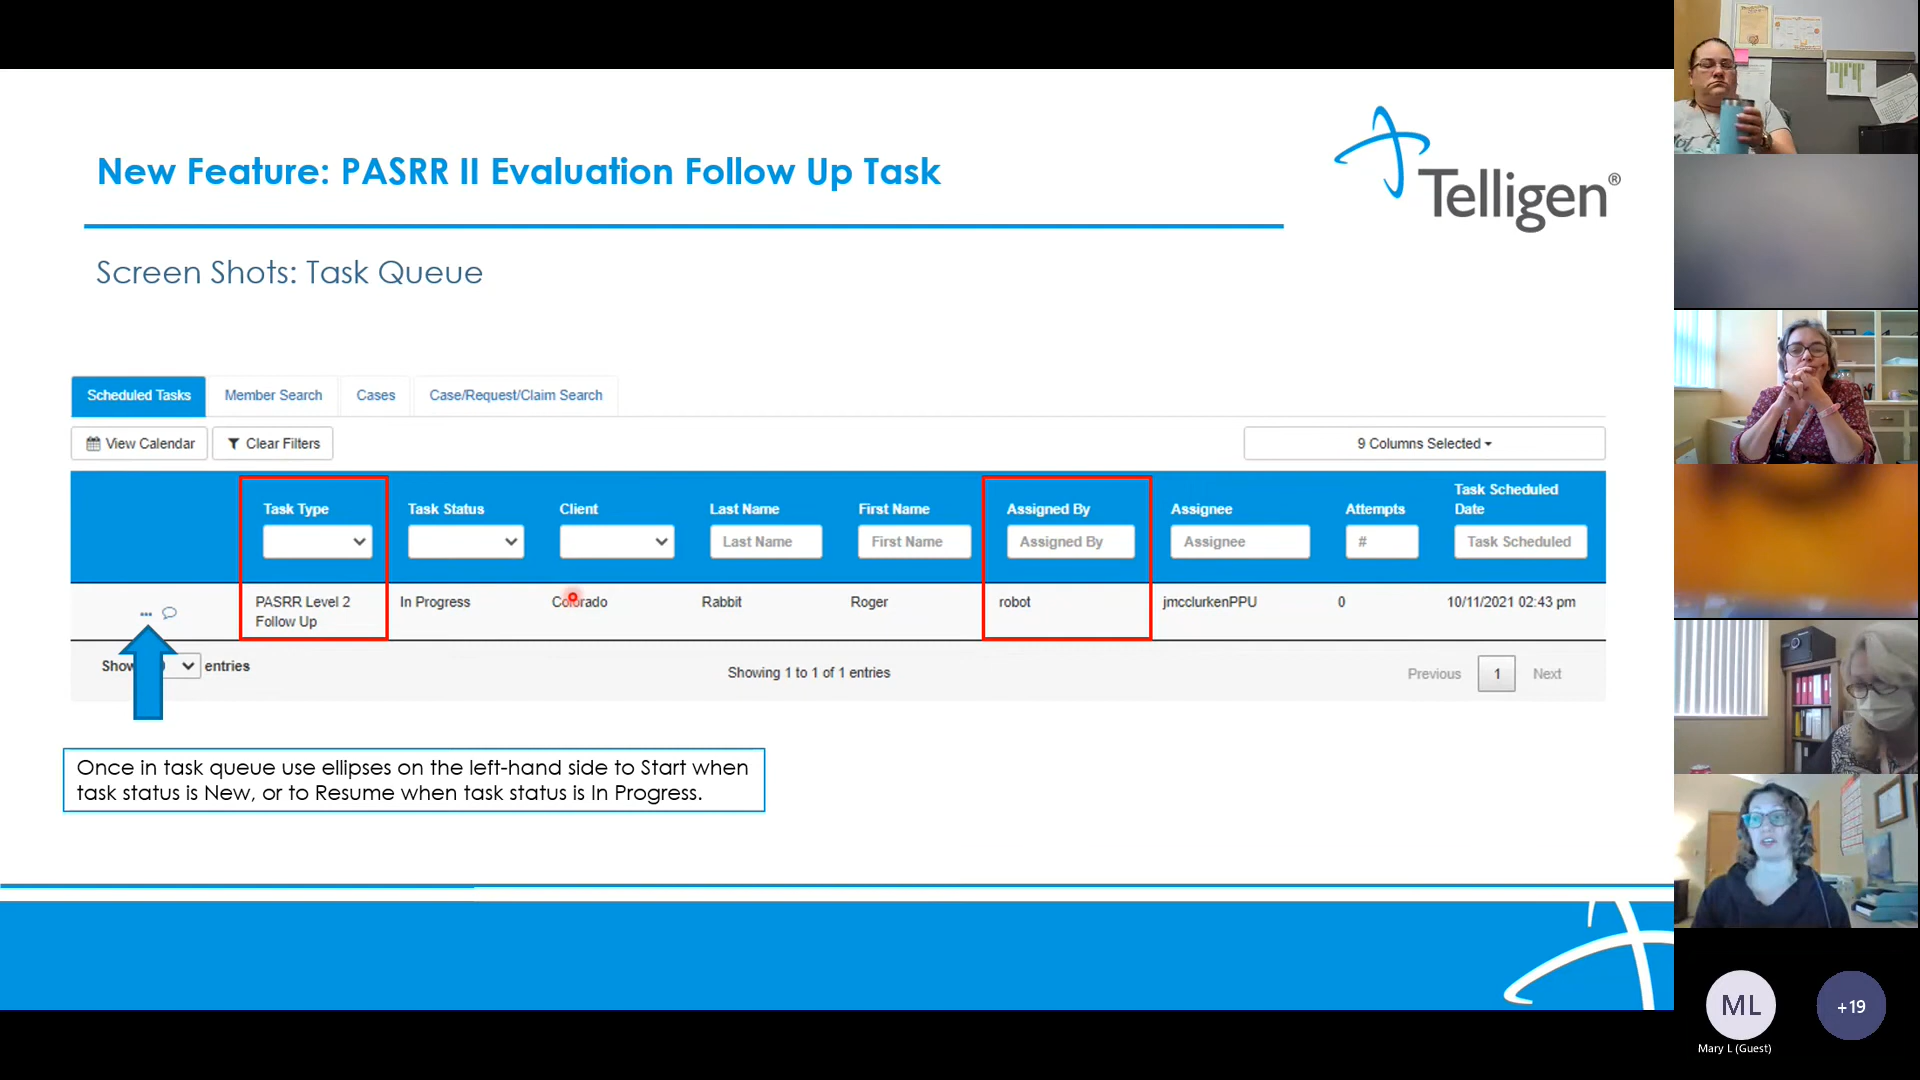 New Feature: PASRR II Evaluation Follow Up Task
Telligen®
Screen Shots: Task Queue
Scheduled Tasks
Member Search
Cases
Case/Request/Claim Search
View Calendar
Clear Filters
9 Columns Selected
Task Type
Task Status
Client
Last Name
First Name
Assigned By
Assignee
Attempts
Task Scheduled
Date
Last Name
First Name
Assigned By
Assignee
#
Task Scheduled
PASRR Level 2
Follow Up
In Progress
Colorado
Rabbit
Roger
robot
jmcclurkenPPU
0
10/11/2021 02:43 pm
entries
Showing 1 to 1 of 1 entries
Previous
1
Next
Once in task queue use ellipses on the left-hand side to Start when
task status is New, or to Resume when task status is In Progress.
ML
+19
Mary L (Guest)